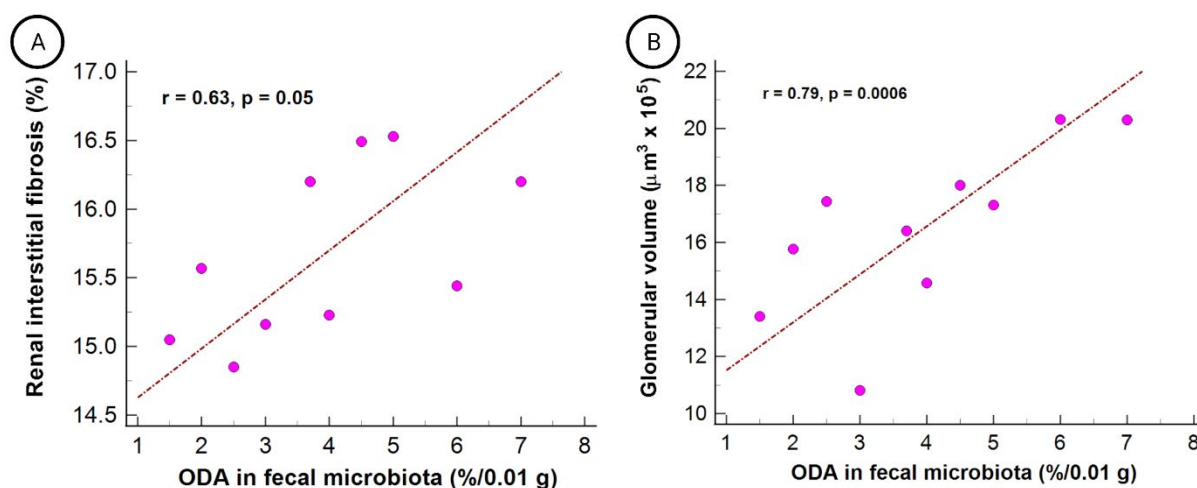 A
Renal interstitial fibrosis (%)
17.0
16.5
16.0
15.5
15.0
14.5
r = 0.63, p = 0.05
1 2 3 4 5 6 7 8
ODA in fecal microbiota (%/0.01 g)
B
Glomerular volume (μm³ x 10⁵)
22
20
18
16
14
12
10
r = 0.79, p = 0.0006
1 2 3 4 5 6 7 8
ODA in fecal microbiota (%/0.01 g)